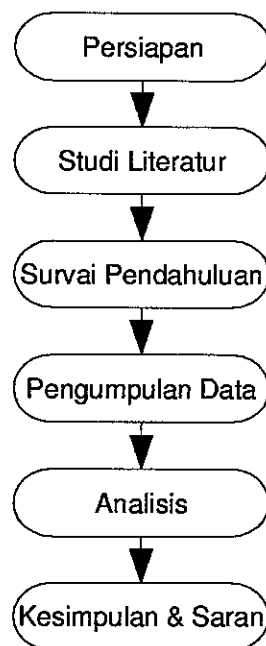 Persiapan
Studi Literatur
Survai Pendahuluan
Pengumpulan Data
Analisis
Kesimpulan & Saran